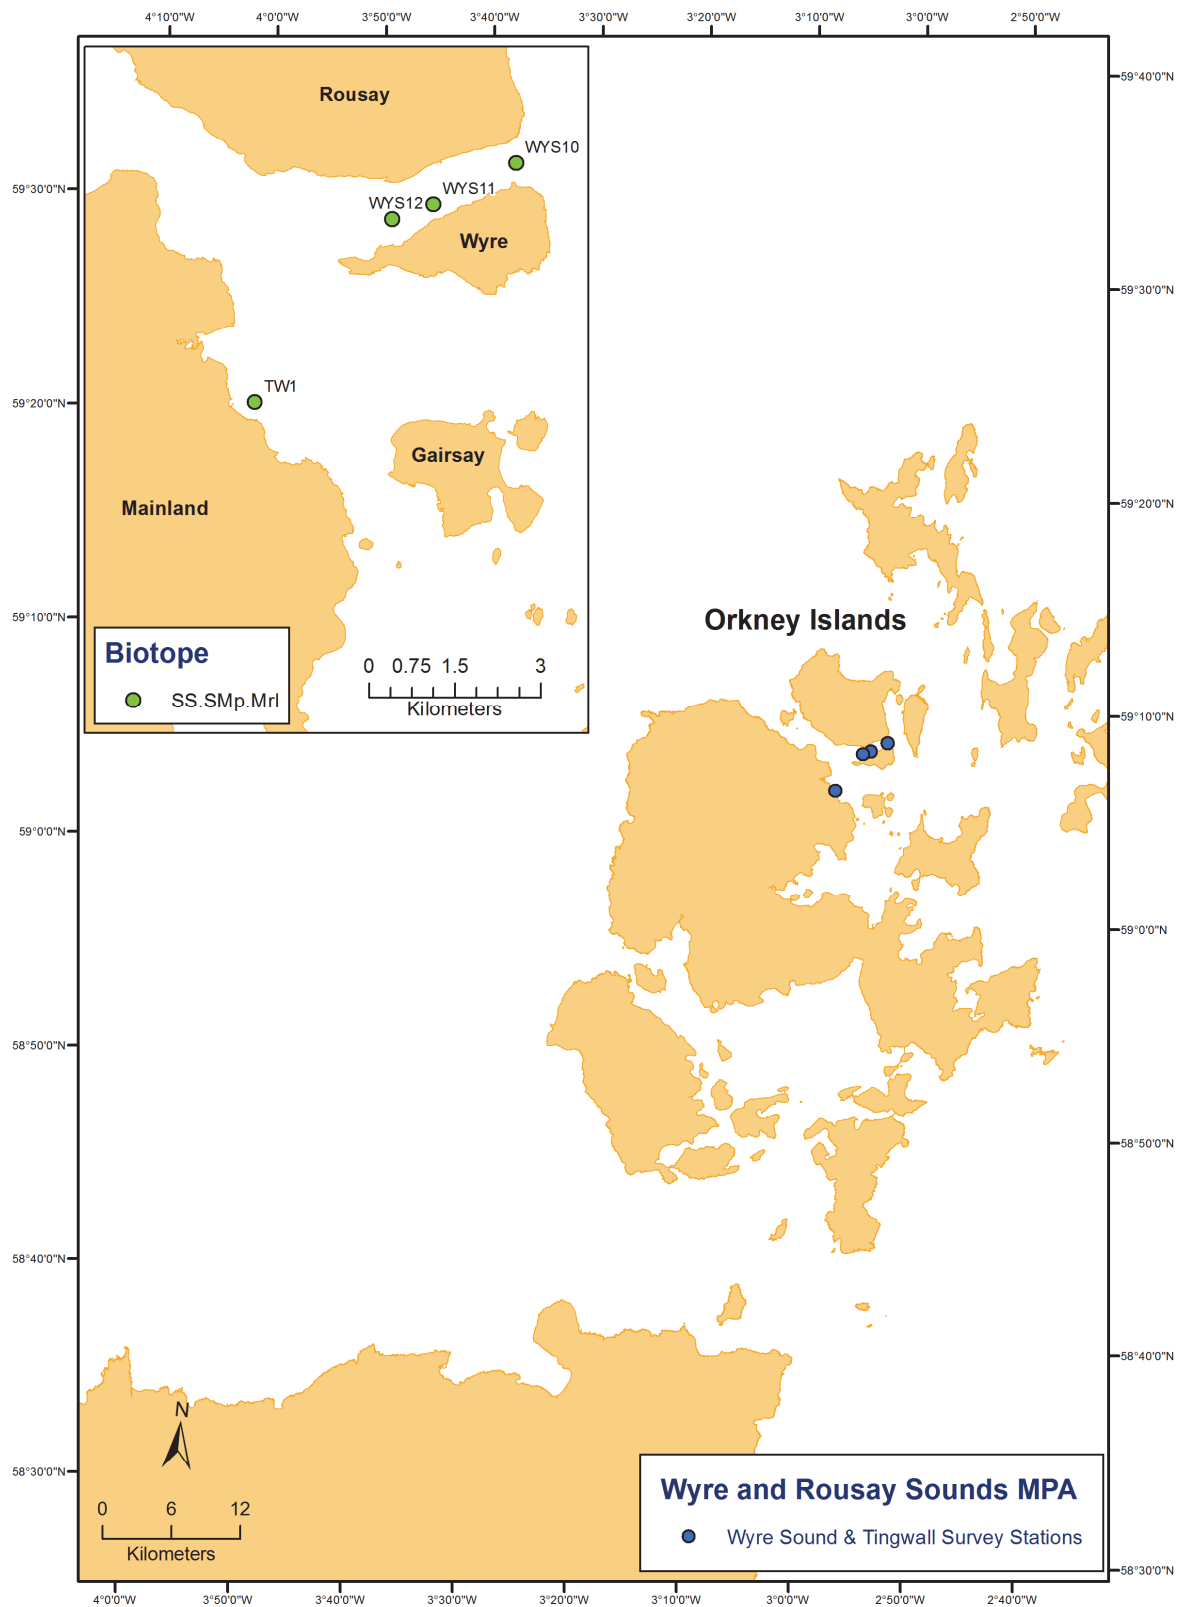 4°10'0"W 4°0'0"W 3°50'0"W 3°40'0"W 3°30'0"W 3°20'0"W 3°10'0"W 3°0'0"W 2°50'0"W
59°40'0"N
Rousay
WYS10
59°30'0"N
WYS11
WYS12
Wyre
59°30'0"N
TW1
59°20'0"N
Gairsay
Mainland
59°20'0"N
59°10'0"N
Orkney Islands
Biotope
SS.SMp.Mrl
0 0.75 1.5 3
Kilometers
59°10'0"N
59°0'0"N
59°0'0"N
58°50'0"N
58°50'0"N
58°40'0"N
58°40'0"N
N
58°30'0"N
0 6 12
Kilometers
Wyre and Rousay Sounds MPA
Wyre Sound & Tingwall Survey Stations
58°30'0"N
4°0'0"W 3°50'0"W 3°40'0"W 3°30'0"W 3°20'0"W 3°10'0"W 3°0'0"W 2°50'0"W 2°40'0"W